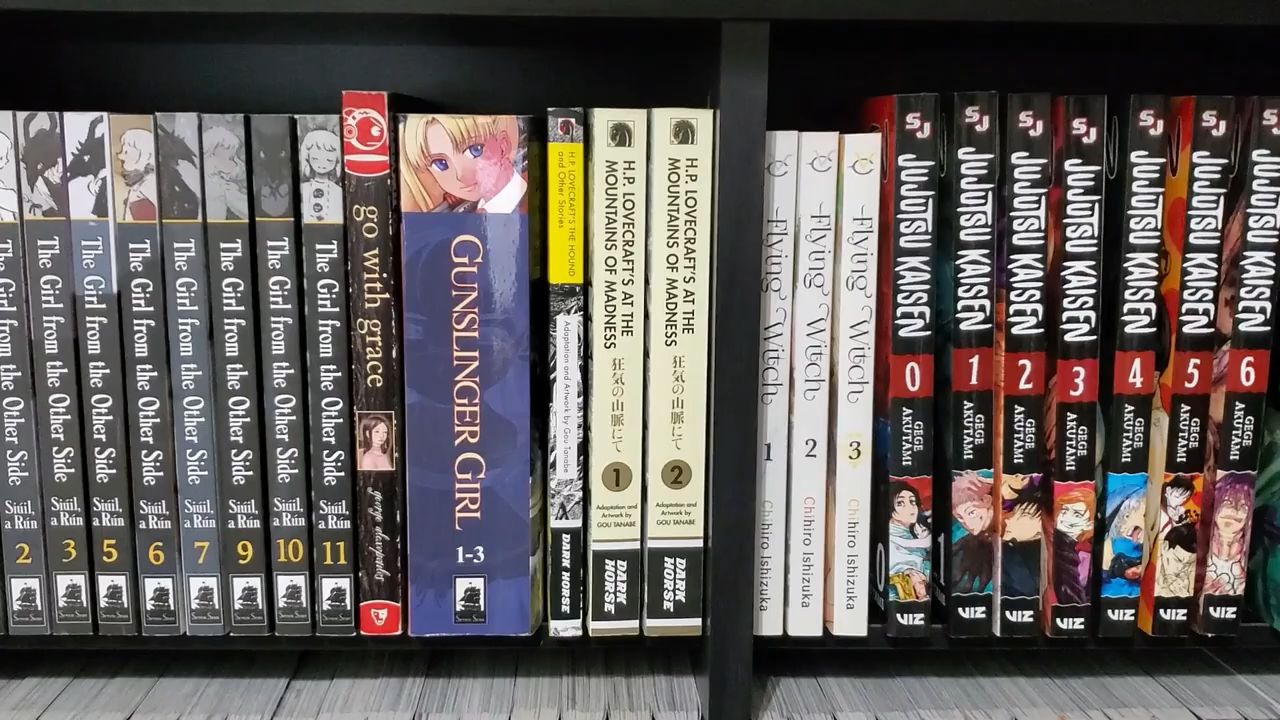 The Girl from the Other Side
Siúil, a Rún
2
The Girl from the Other Side
Siúil, a Rún
3
The Girl from the Other Side
Siúil, a Rún
5
The Girl from the Other Side
Siúil, a Rún
6
The Girl from the Other Side
Siúil, a Rún
7
The Girl from the Other Side
Siúil, a Rún
9
The Girl from the Other Side
Siúil, a Rún
10
The Girl from the Other Side
Siúil, a Rún
11
go with grace
GUNSLINGER GIRL
1-3
Seven Seas
H.P. LOVECRAFT'S THE HOUND
and Other Stories
Adaptation and Artwork by Gou Tanabe
DARK HORSE
H.P. LOVECRAFT'S AT THE
MOUNTAINS OF MADNESS
狂気の山脈にて
1
Adaptation and
Artwork by
GOU TANABE
DARK
HORSE
H.P. LOVECRAFT'S AT THE
MOUNTAINS OF MADNESS
狂気の山脈にて
2
Adaptation and
Artwork by
GOU TANABE
DARK
HORSE
Flying Witch
1
Chihiro Ishizuka
Flying Witch
2
Chihiro Ishizuka
Flying Witch
3
Chihiro Ishizuka
SJ
JUJUTSU KAISEN
0
GEGE
AKUTAMI
VIZ
SJ
JUJUTSU KAISEN
1
GEGE
AKUTAMI
VIZ
SJ
JUJUTSU KAISEN
2
GEGE
AKUTAMI
VIZ
SJ
JUJUTSU KAISEN
3
GEGE
AKUTAMI
VIZ
SJ
JUJUTSU KAISEN
4
GEGE
AKUTAMI
VIZ
SJ
JUJUTSU KAISEN
5
GEGE
AKUTAMI
VIZ
SJ
JUJUTSU KAISEN
6
GEGE
AKUTAMI
VIZ